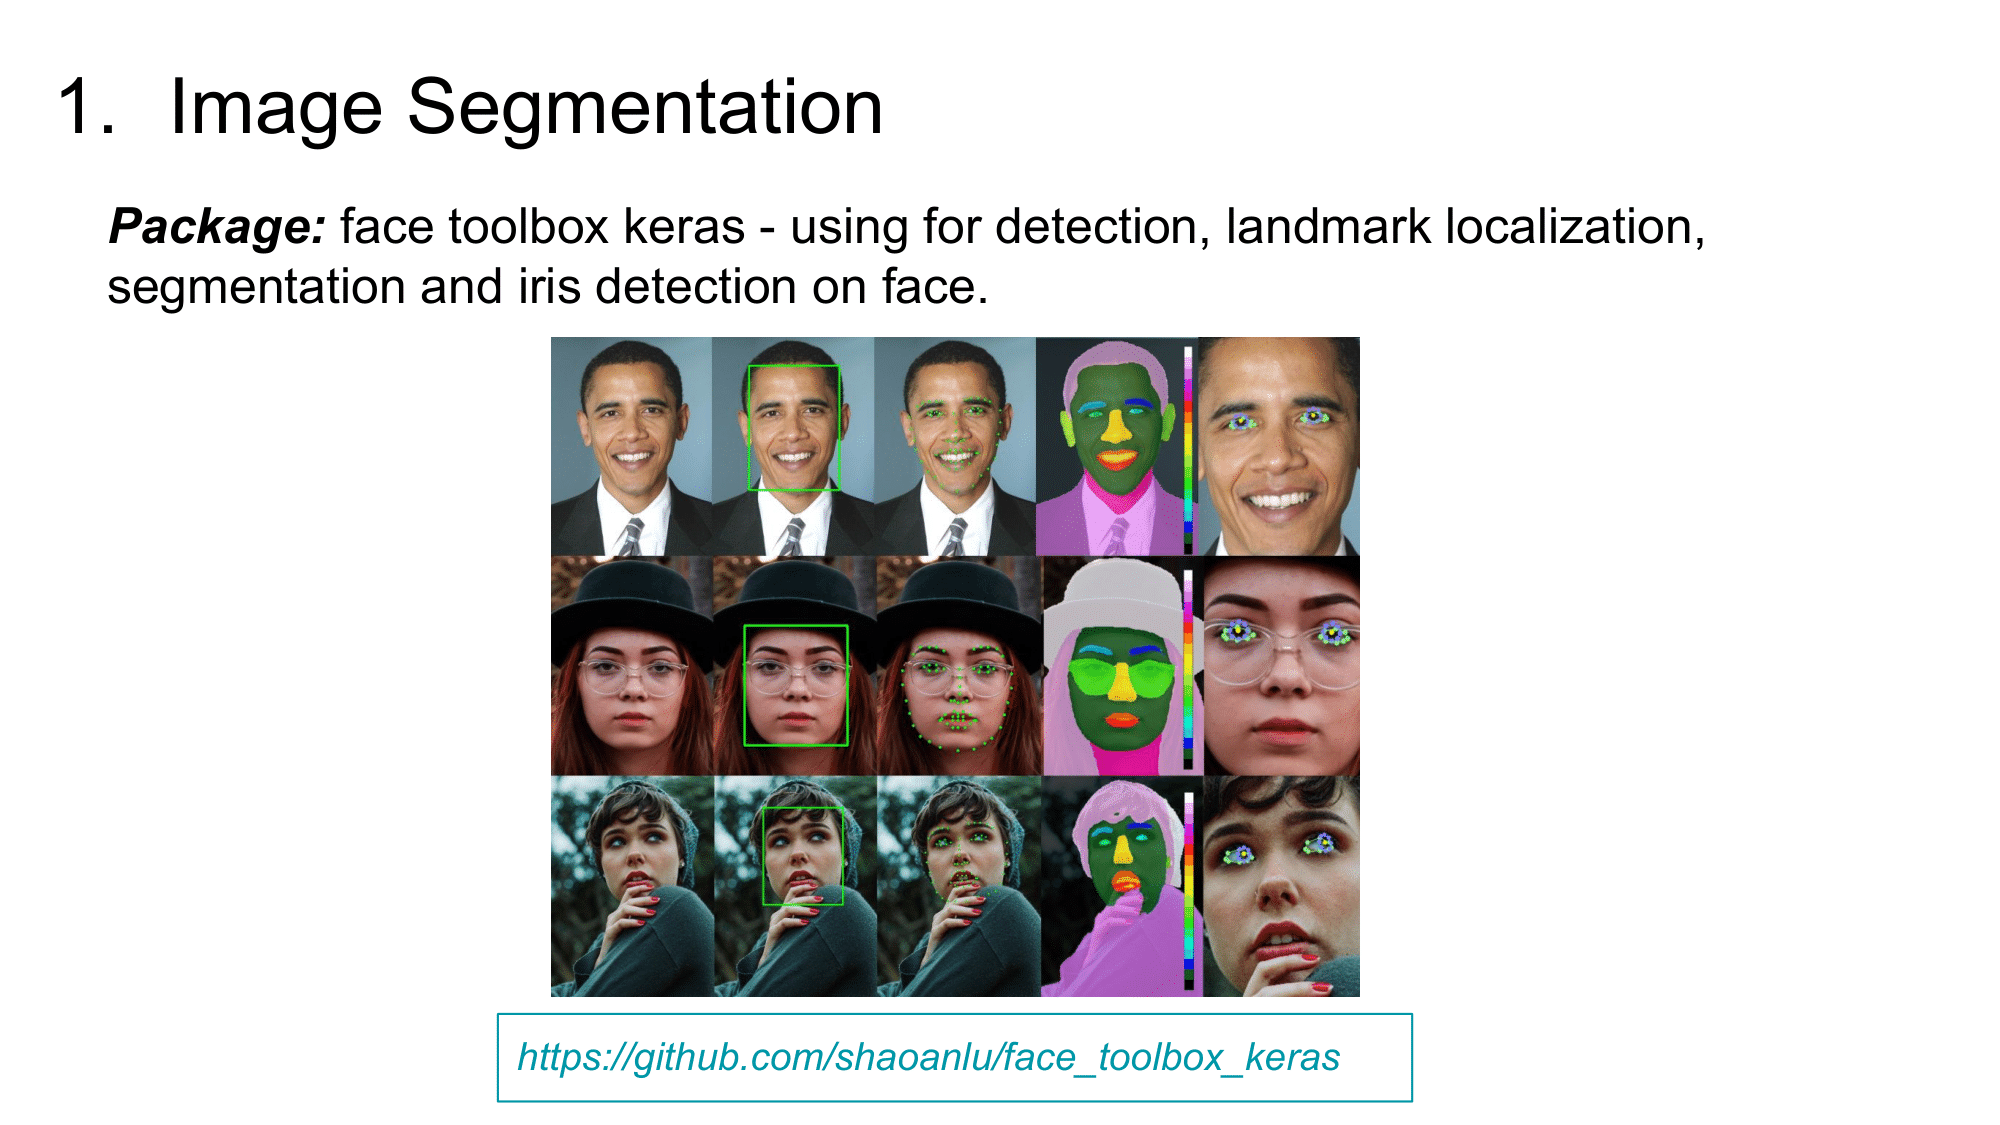 1. Image Segmentation
Package: face toolbox keras - using for detection, landmark localization,
segmentation and iris detection on face.
https://github.com/shaoanlu/face_toolbox_keras